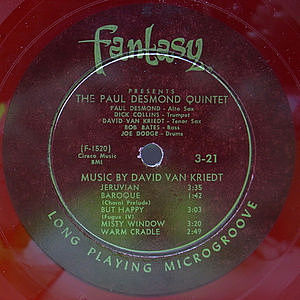 Fantasy
PRESENTS
THE PAUL DESMOND QUINTET
PAUL DESMOND - Alto Sax
DICK COLLINS - Trumpet
DAVID VAN KRIEDT - Tenor Sax
BOB BATES - Bass
JOE DODGE - Drums
(F-1520)
Circco Music
BMI
3-21
MUSIC BY DAVID VAN KRIEDT
JERUVIAN 3:35
BAROQUE 1:42
(Choral Prelude)
BUT HAPPY 3:03
(Fugue IV)
MISTY WINDOW 3:20
WARM CRADLE 2:49
LONG PLAYING MICROGROOVE